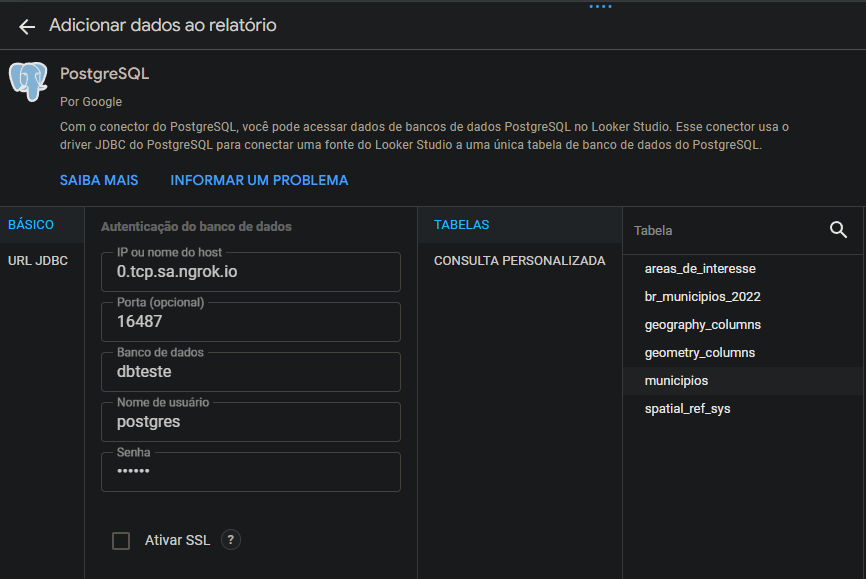 Adicionar dados ao relatório
PostgreSQL
Por Google
Com o conector do PostgreSQL, você pode acessar dados de bancos de dados PostgreSQL no Looker Studio. Esse conector usa o
driver JDBC do PostgreSQL para conectar uma fonte do Looker Studio a uma única tabela de banco de dados do PostgreSQL.
SAIBA MAIS
INFORMAR UM PROBLEMA
BÁSICO
URL JDBC
Autenticação do banco de dados
IP ou nome do host
0.tcp.sa.ngrok.io
Porta (opcional)
16487
Banco de dados
dbteste
Nome de usuário
postgres
Senha
••••••
Ativar SSL
?
TABELAS
CONSULTA PERSONALIZADA
Tabela
areas_de_interesse
br_municipios_2022
geography_columns
geometry_columns
municipios
spatial_ref_sys